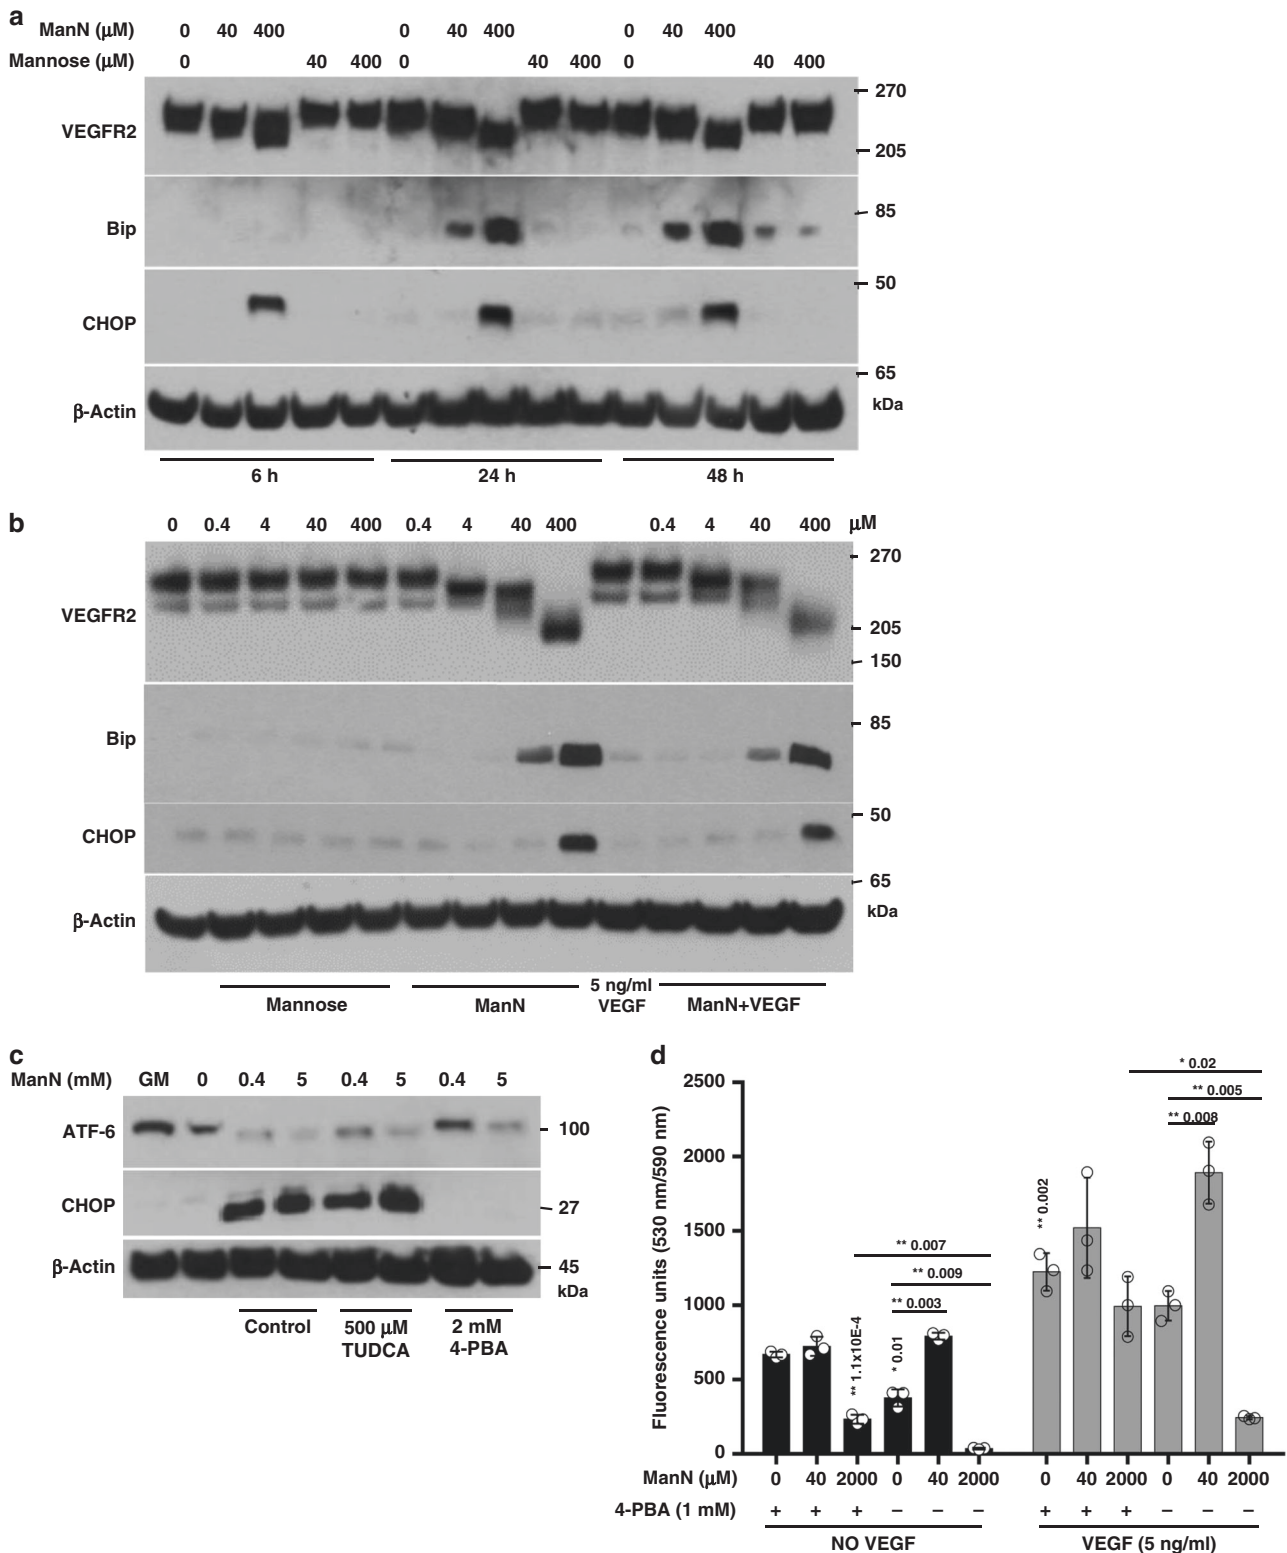 a
ManN (μM) 0 40 400 0 40 400 0 40 400
Mannose (μM) 0 40 400 0 40 400 0 40 400
VEGFR2
270
205
Bip
85
CHOP
50
β-Actin
65
kDa
6 h 24 h 48 h
b
0 0.4 4 40 400 0.4 4 40 400 0.4 4 40 400 μM
VEGFR2
270
205
150
Bip
85
CHOP
50
β-Actin
65
kDa
Mannose ManN 5 ng/ml VEGF ManN+VEGF
c
ManN (mM) GM 0 0.4 5 0.4 5 0.4 5
ATF-6 100
CHOP 27
β-Actin 45
kDa
Control 500 μM TUDCA 2 mM 4-PBA
d
Fluorescence units (530 nm/590 nm)
2500
2000
1500
1000
500
0
** 1.1x10E-4
* 0.01
** 0.003
** 0.009
** 0.007
** 0.002
** 0.008
** 0.005
* 0.02
ManN (μM) 0 40 2000 0 40 2000 0 40 2000 0 40 2000
4-PBA (1 mM) + + + – – – + + + – – –
NO VEGF VEGF (5 ng/ml)